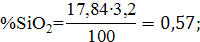 %SiO₂=17,84·3,2/100 = 0,57;